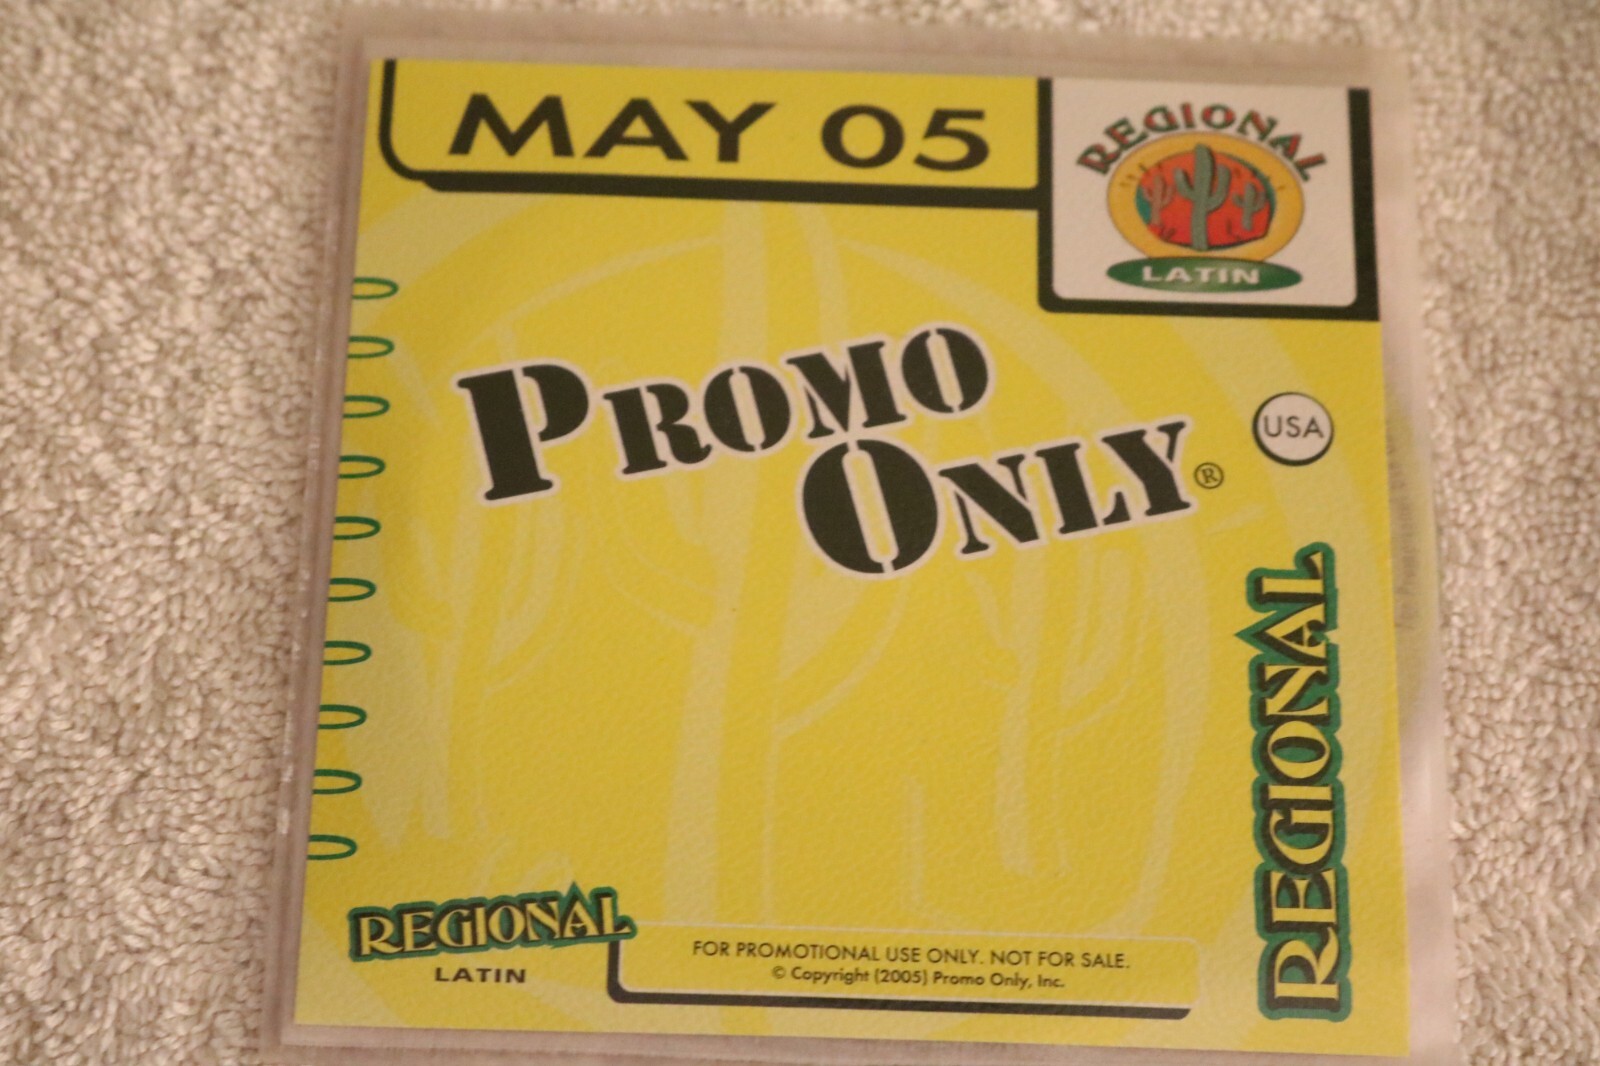 MAY 05
REGIONAL
LATIN
PROMO
ONLY®
USA
REGIONAL
REGIONAL
LATIN
FOR PROMOTIONAL USE ONLY. NOT FOR SALE.
© Copyright (2005) Promo Only, Inc.